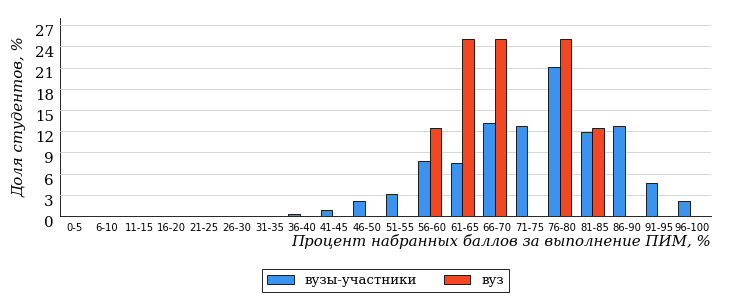 Доля студентов, %
27
24
21
18
15
12
9
6
3
0
0-5 6-10 11-15 16-20 21-25 26-30 31-35 36-40 41-45 46-50 51-55 56-60 61-65 66-70 71-75 76-80 81-85 86-90 91-95 96-100
Процент набранных баллов за выполнение ПИМ, %
вузы-участники вуз